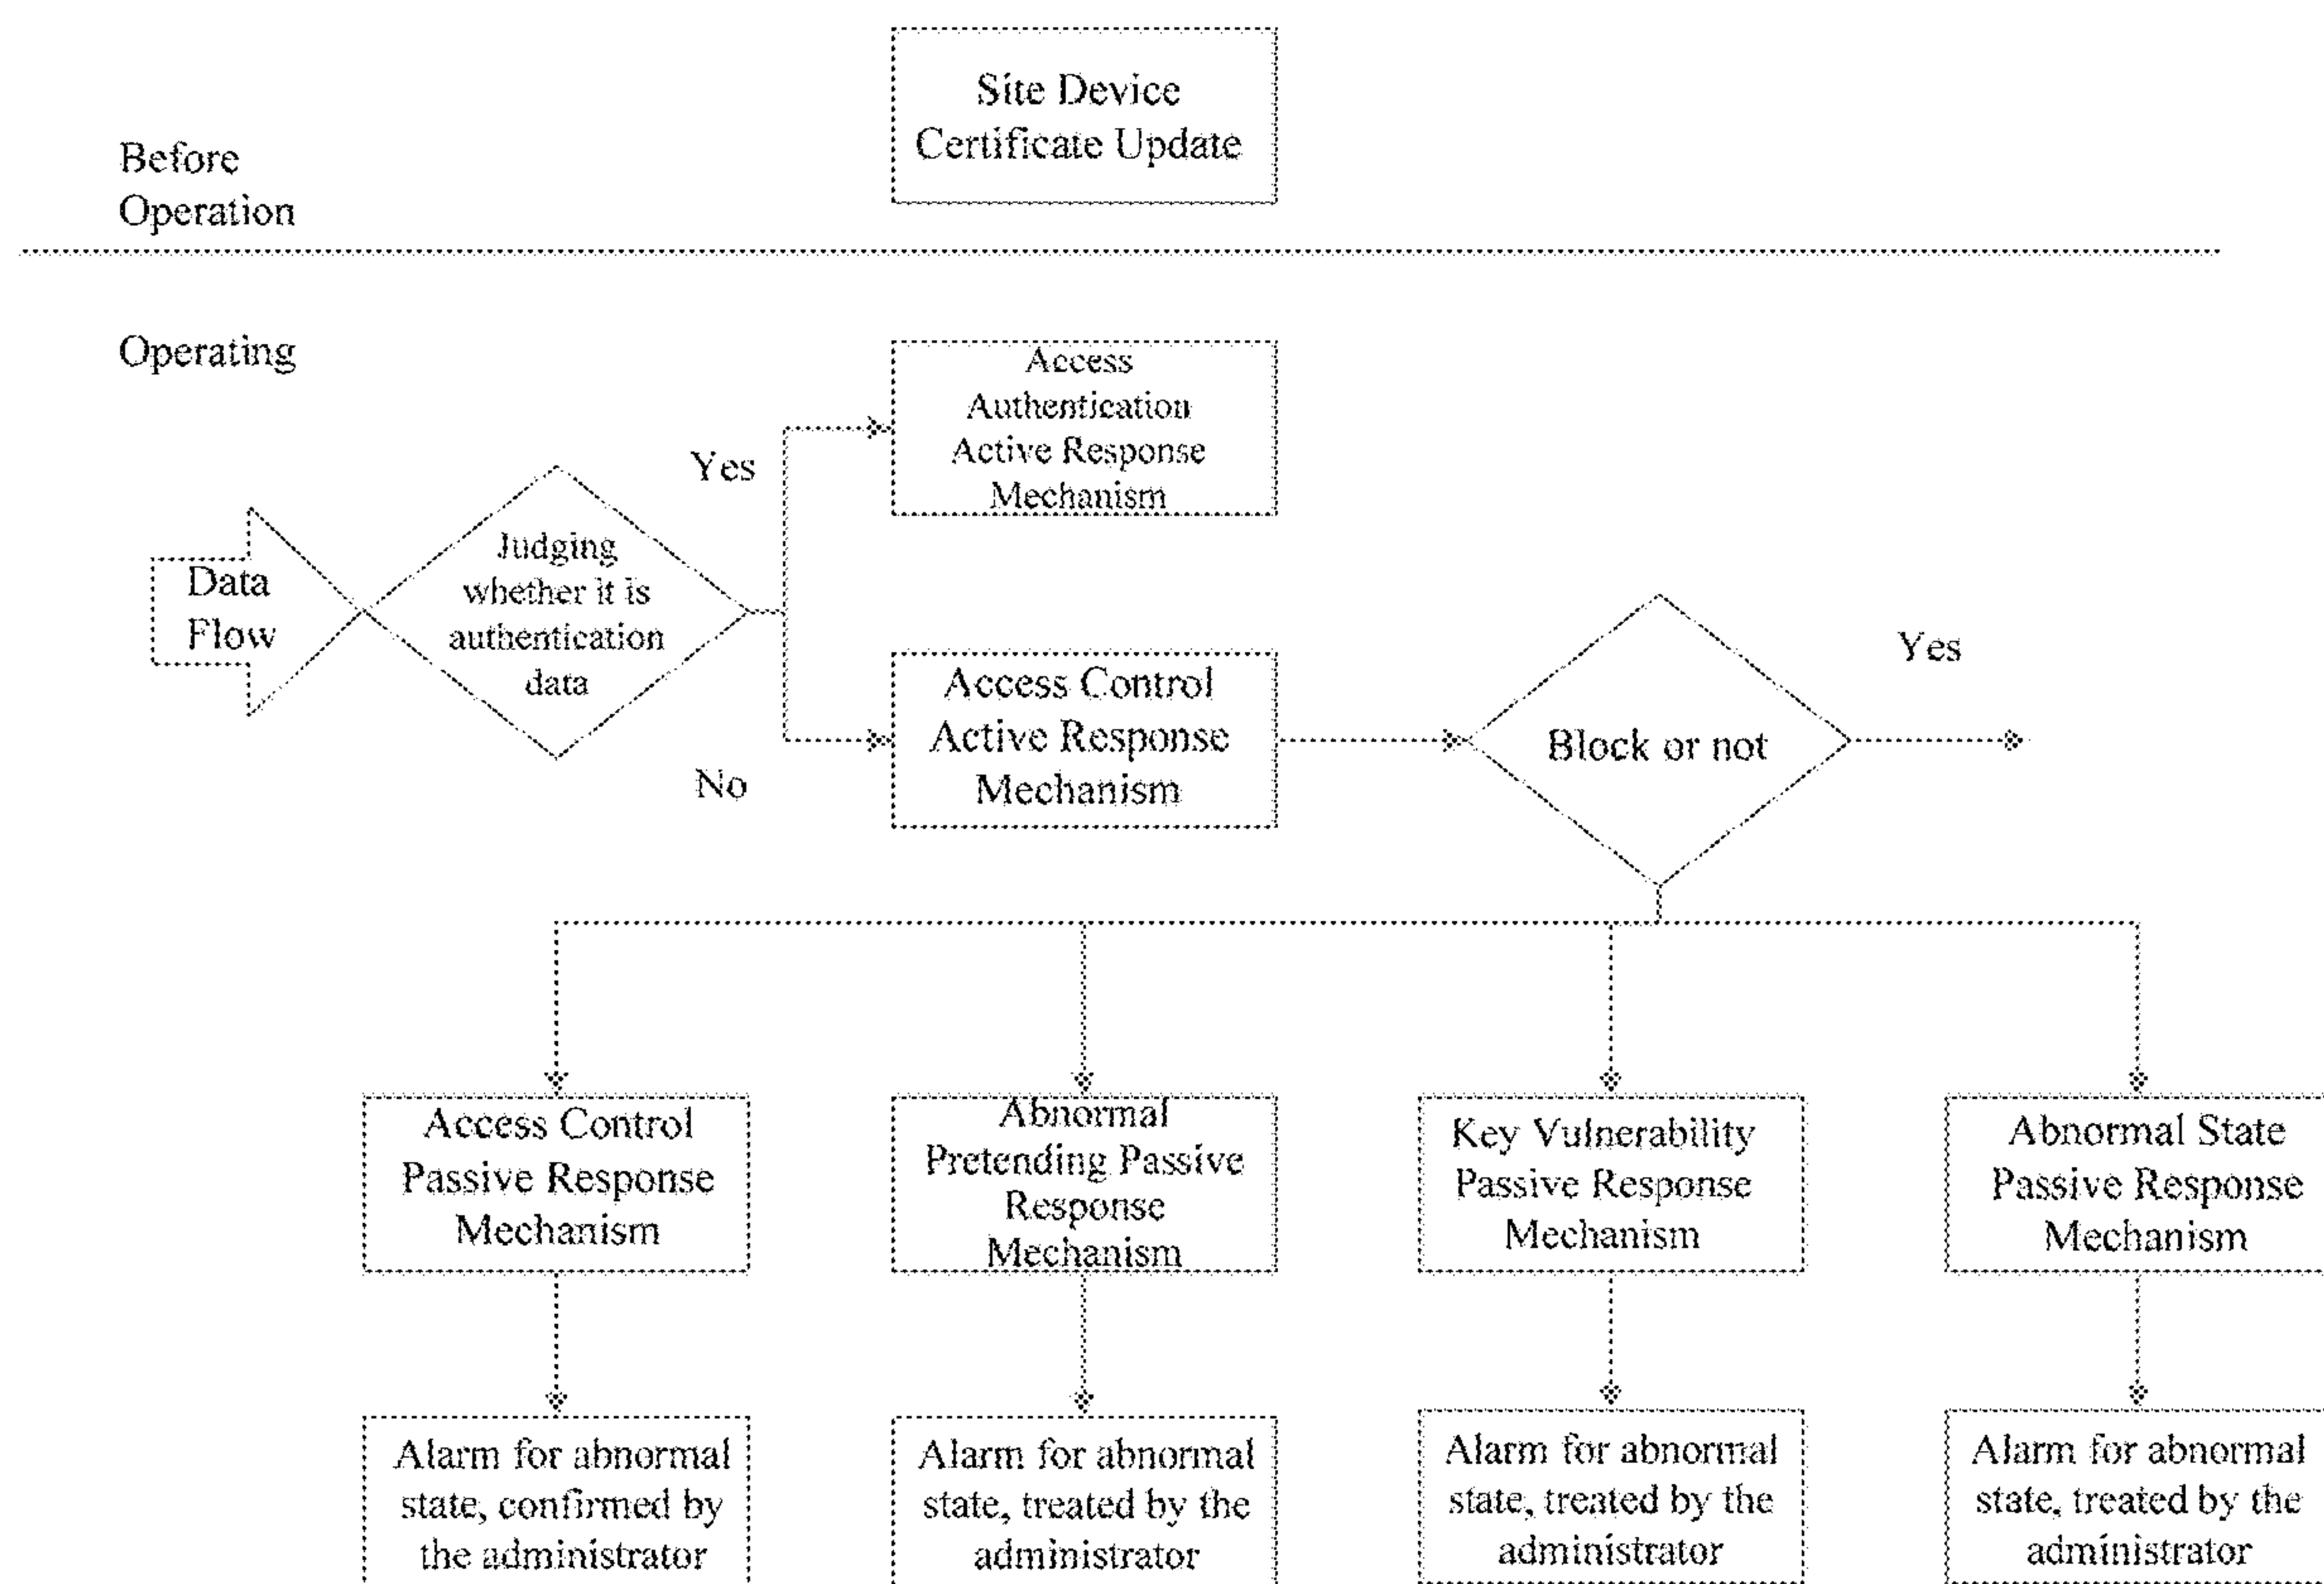 Site Device
Certificate Update
Before
Operation
Operating
Access
Authentication
Active Response
Mechanism
Yes
Judging
whether it is
authentication
data
Data
Flow
No
Access Control
Active Response
Mechanism
Block or not
Yes
Access Control
Passive Response
Mechanism
Abnormal
Pretending Passive
Response
Mechanism
Key Vulnerability
Passive Response
Mechanism
Abnormal State
Passive Response
Mechanism
Alarm for abnormal
state, confirmed by
the administrator
Alarm for abnormal
state, treated by the
administrator
Alarm for abnormal
state, treated by the
administrator
Alarm for abnormal
state, treated by the
administrator